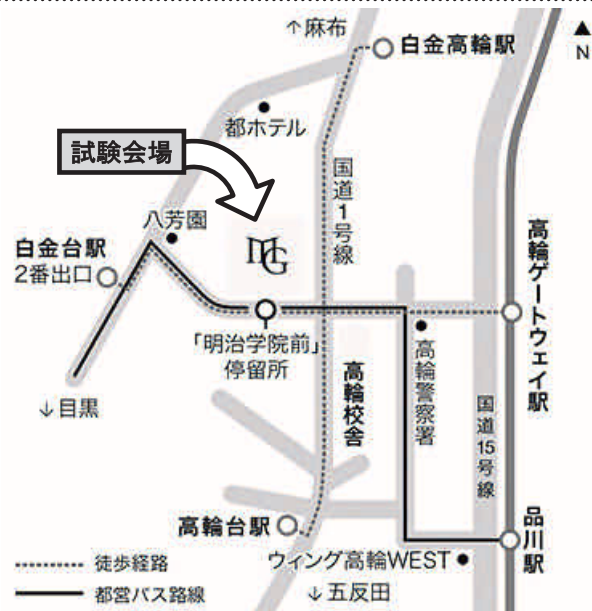 ↑麻布
白金高輪駅
▲
N
都ホテル
試験会場
国道1号線
八芳園
白金台駅
2番出口
MG
高輪ゲートウェイ駅
「明治学院前」
停留所
高輪校舎
高輪警察署
国道15号線
↓目黒
高輪台駅
品川駅
ウィング高輪WEST
↓五反田
徒歩経路
都営バス路線